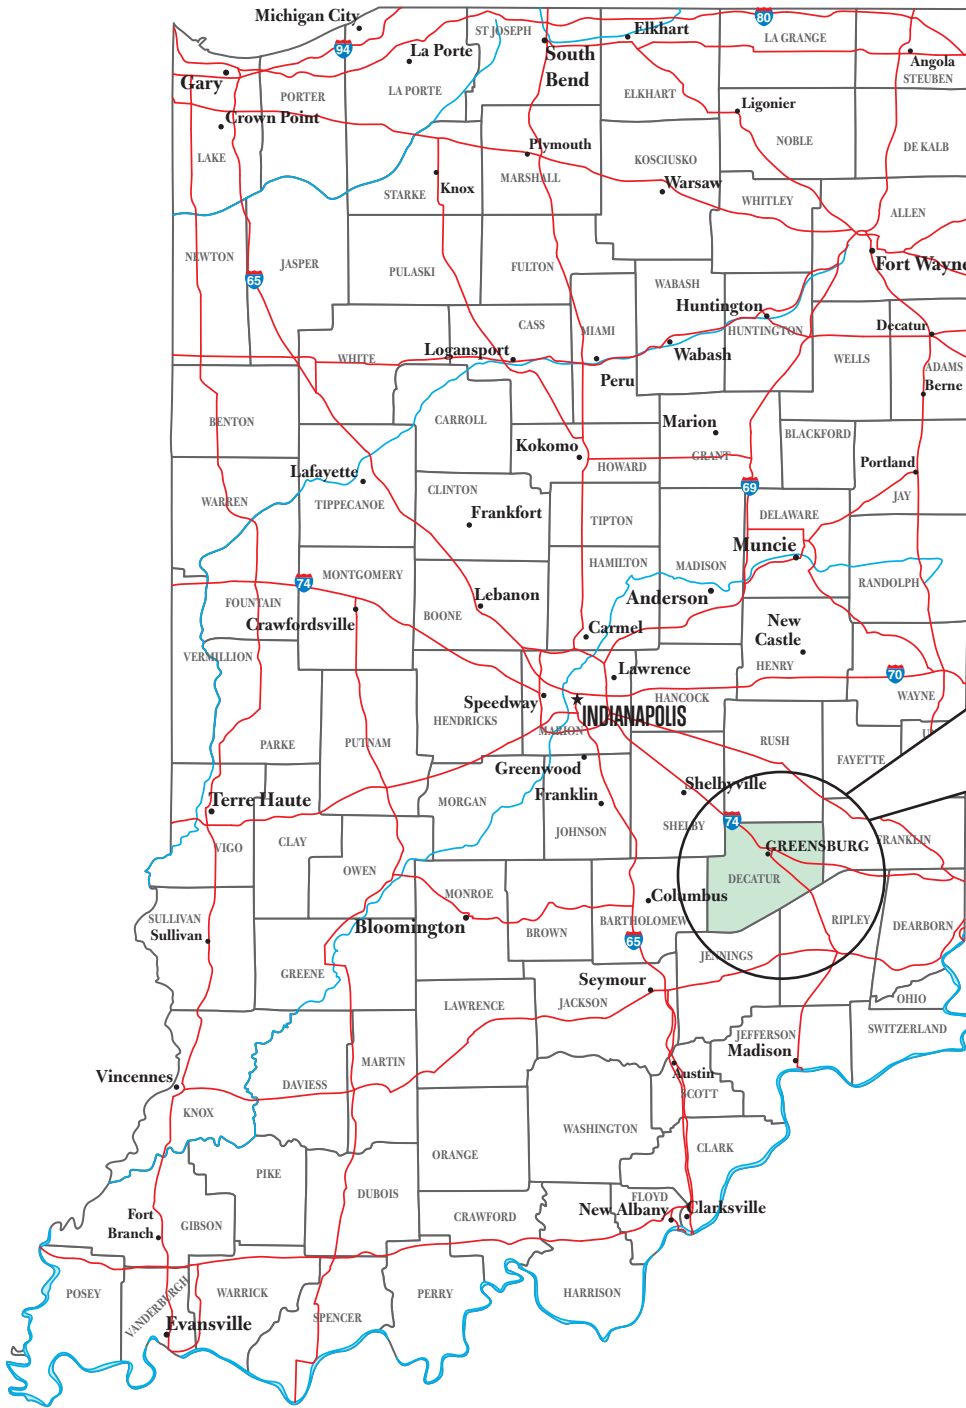 Michigan City
80
ST JOSEPH
Elkhart
LA GRANGE
94
La Porte
South
Bend
Angola
STEUBEN
Gary
PORTER
LA PORTE
ELKHART
Ligonier
Crown Point
NOBLE
DE KALB
LAKE
Plymouth
KOSCIUSKO
MARSHALL
Warsaw
STARKE
Knox
WHITLEY
ALLEN
NEWTON
JASPER
PULASKI
FULTON
Fort Wayne
65
WABASH
Huntington
CASS
MIAMI
HUNTINGTON
Decatur
WHITE
Logansport
Wabash
WELLS
ADAMS
Peru
Berne
BENTON
CARROLL
Marion
BLACKFORD
Kokomo
GRANT
HOWARD
Portland
Lafayette
CLINTON
69
JAY
WARREN
TIPPECANOE
Frankfort
TIPTON
DELAWARE
Muncie
HAMILTON
MADISON
MONTGOMERY
74
RANDOLPH
FOUNTAIN
Lebanon
Anderson
Crawfordsville
BOONE
New
Castle
Carmel
VERMILLION
Lawrence
HENRY
70
WAYNE
Speedway
HANCOCK
HENDRICKS
INDIANAPOLIS
MARION
U
PARKE
PUTNAM
RUSH
FAYETTE
Greenwood
Shelbyville
Terre Haute
MORGAN
Franklin
74
SHELBY
JOHNSON
CLAY
GREENSBURG
FRANKLIN
VIGO
OWEN
DECATUR
MONROE
Columbus
SULLIVAN
Bloomington
BARTHOLOMEW
RIPLEY
DEARBORN
Sullivan
BROWN
65
JENNINGS
GREENE
Seymour
LAWRENCE
JACKSON
OHIO
SWITZERLAND
JEFFERSON
Madison
MARTIN
Austin
Vincennes
DAVIESS
SCOTT
KNOX
WASHINGTON
CLARK
ORANGE
PIKE
DUBOIS
FLOYD
New Albany
Clarksville
Fort
Branch
GIBSON
CRAWFORD
POSEY
VANDERBURGH
WARRICK
PERRY
HARRISON
SPENCER
Evansville